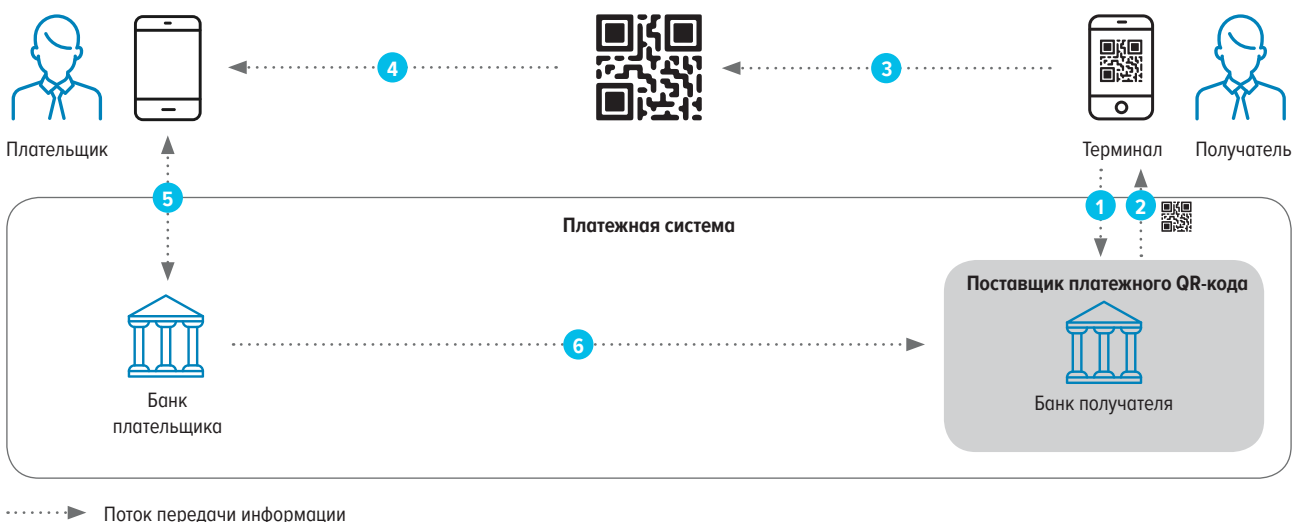 4
3
Плательщик
Терминал
Получатель
5
1
2
Платежная система
Поставщик платежного QR-кода
6
Банк
плательщика
Банк получателя
Поток передачи информации